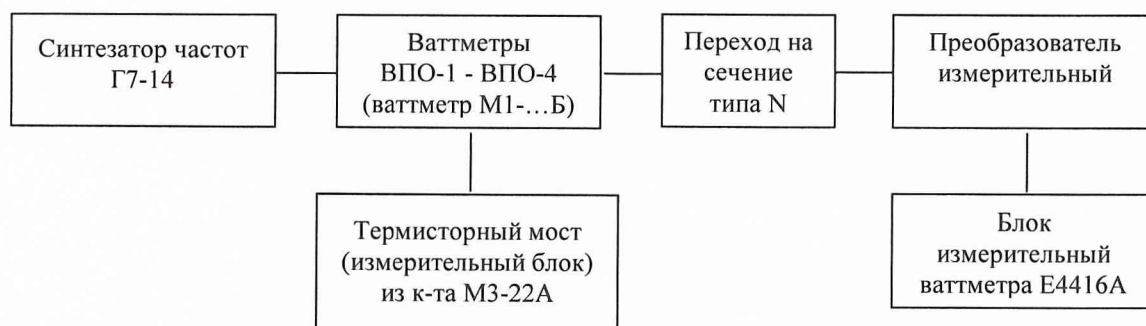 Синтезатор частот
Г7-14
Ваттметры
ВПО-1 - ВПО-4
(ваттметр М1-...Б)
Переход на
сечение
типа N
Преобразователь
измерительный
Термисторный мост
(измерительный блок)
из к-та М3-22А
Блок
измерительный
ваттметра Е4416А